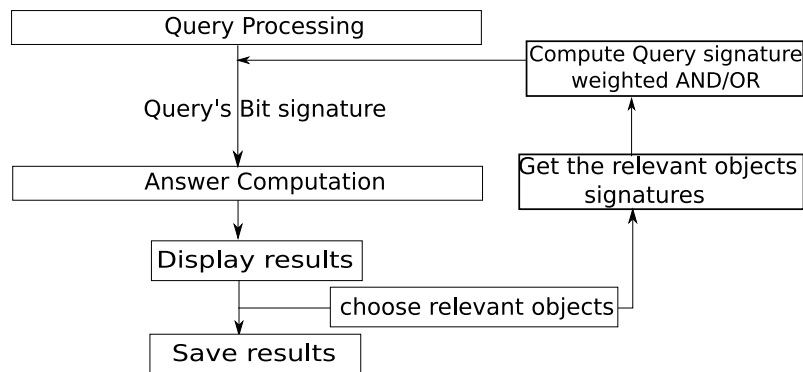 Query Processing
Compute Query signature
weighted AND/OR
Query's Bit signature
Get the relevant objects
signatures
Answer Computation
Display results
choose relevant objects
Save results